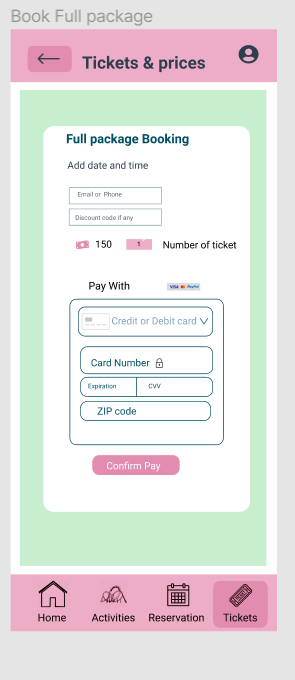 Book Full package
Tickets & prices
Full package Booking
Add date and time
Email or Phone
Discount code if any
150 1 Number of ticket
Pay With VISA PayPal
Credit or Debit card
Card Number
Expiration CVV
ZIP code
Confirm Pay
Home Activities Reservation Tickets